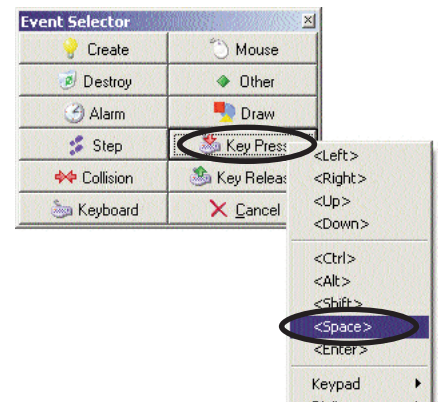 Event Selector
Create Mouse
Destroy Other
Alarm Draw
Step Key Press
Collision Key Releas
Keyboard Cancel
<Left>
<Right>
<Up>
<Down>
<Ctrl>
<Alt>
<Shift>
<Space>
<Enter>
Keypad